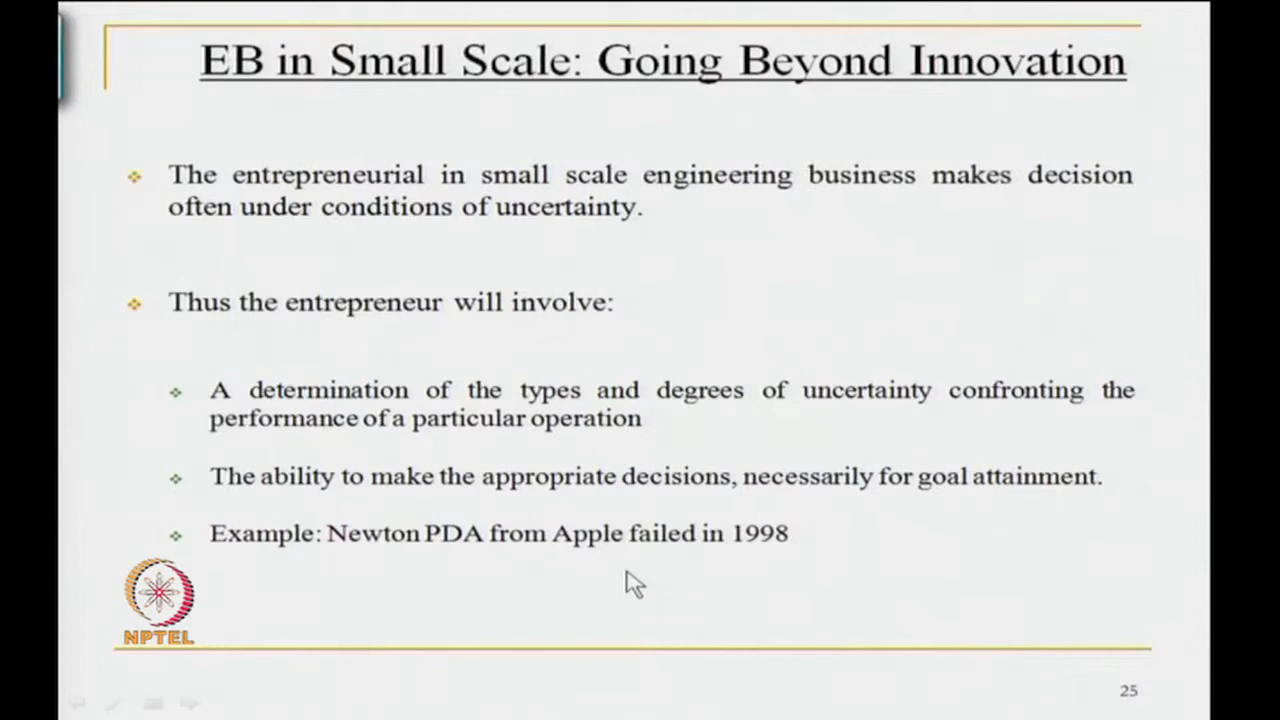 EB in Small Scale: Going Beyond Innovation
The entrepreneurial in small scale engineering business makes decision
often under conditions of uncertainty.
Thus the entrepreneur will involve:
A determination of the types and degrees of uncertainty confronting the
performance of a particular operation
The ability to make the appropriate decisions, necessarily for goal attainment.
Example: Newton PDA from Apple failed in 1998
NPTEL
25